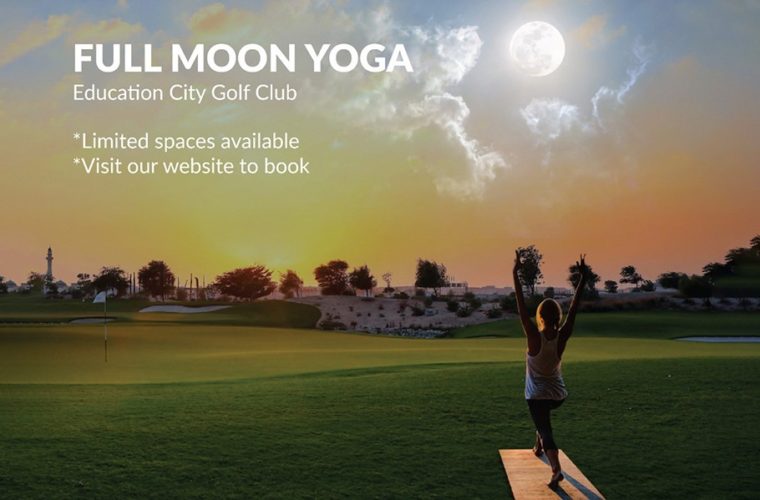 FULL MOON YOGA
Education City Golf Club
*Limited spaces available
*Visit our website to book